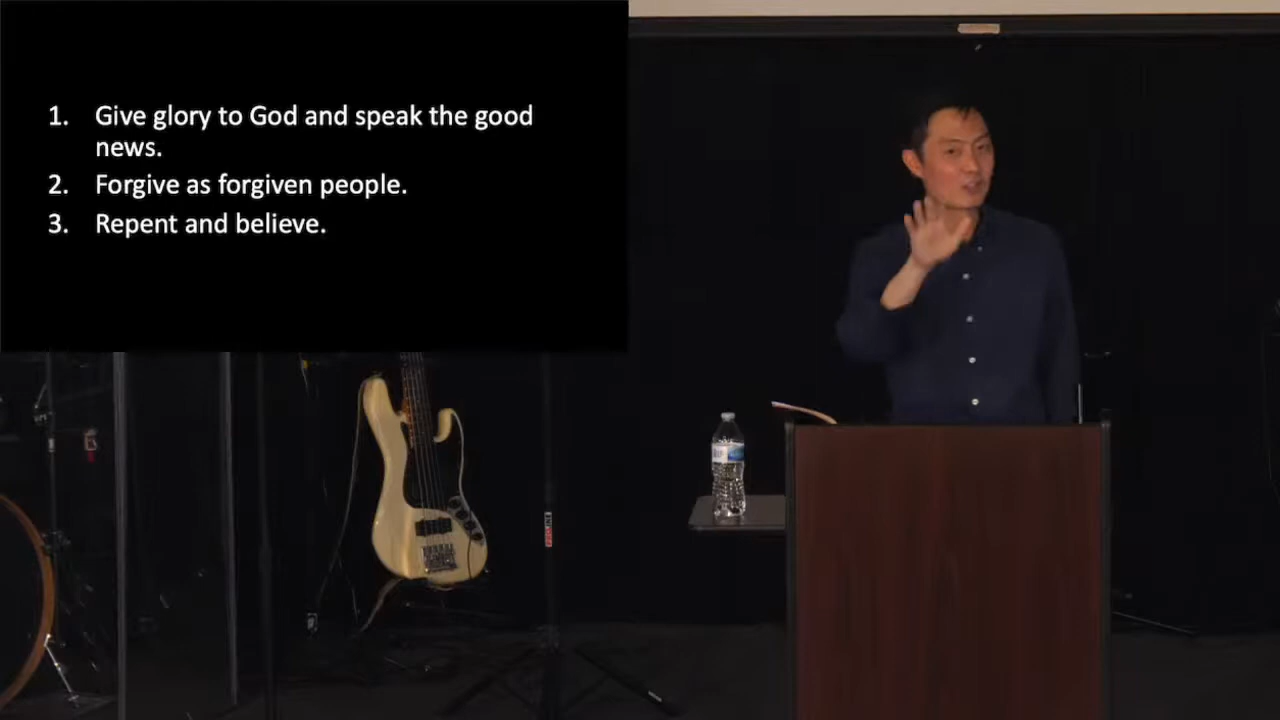 1. Give glory to God and speak the good
news.
2. Forgive as forgiven people.
3. Repent and believe.